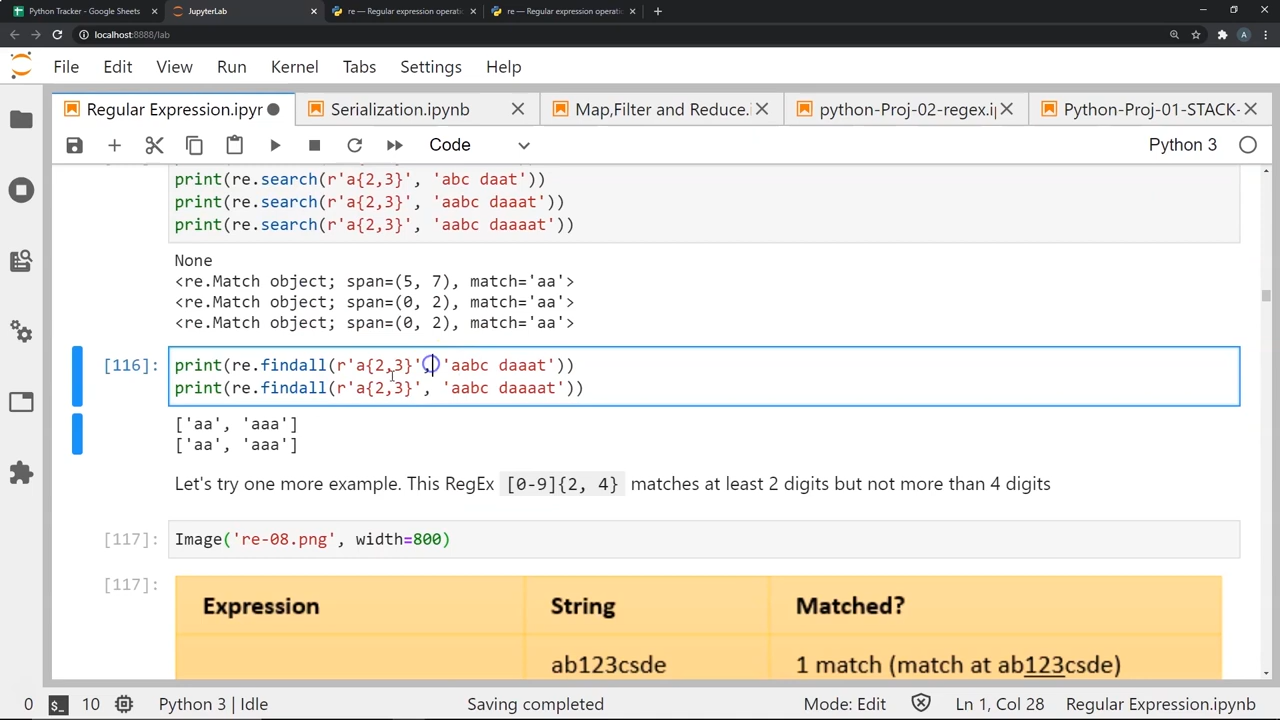 Python Tracker - Google Sheets
JupyterLab
re — Regular expression operatio
re — Regular expression operatio
localhost:8888/lab
A
File Edit View Run Kernel Tabs Settings Help
Regular Expression.ipyr
Serialization.ipynb
Map,Filter and Reduce.i
python-Proj-02-regex.ip
Python-Proj-01-STACK-
Code
Python 3
print(re.search(r'a{2,3}', 'abc daat'))
print(re.search(r'a{2,3}', 'aabc daaat'))
print(re.search(r'a{2,3}', 'aabc daaaat'))
None
<re.Match object; span=(5, 7), match='aa'>
<re.Match object; span=(0, 2), match='aa'>
<re.Match object; span=(0, 2), match='aa'>
[116]:
print(re.findall(r'a{2,3}', 'aabc daaat'))
print(re.findall(r'a{2,3}', 'aabc daaaat'))
['aa', 'aaa']
['aa', 'aaa']
Let's try one more example. This RegEx [0-9]{2, 4} matches at least 2 digits but not more than 4 digits
[117]:
Image('re-08.png', width=800)
[117]:
Expression String Matched?
ab123csde 1 match (match at ab123csde)
0 $_ 10 Python 3 | Idle Saving completed Mode: Edit Ln 1, Col 28 Regular Expression.ipynb